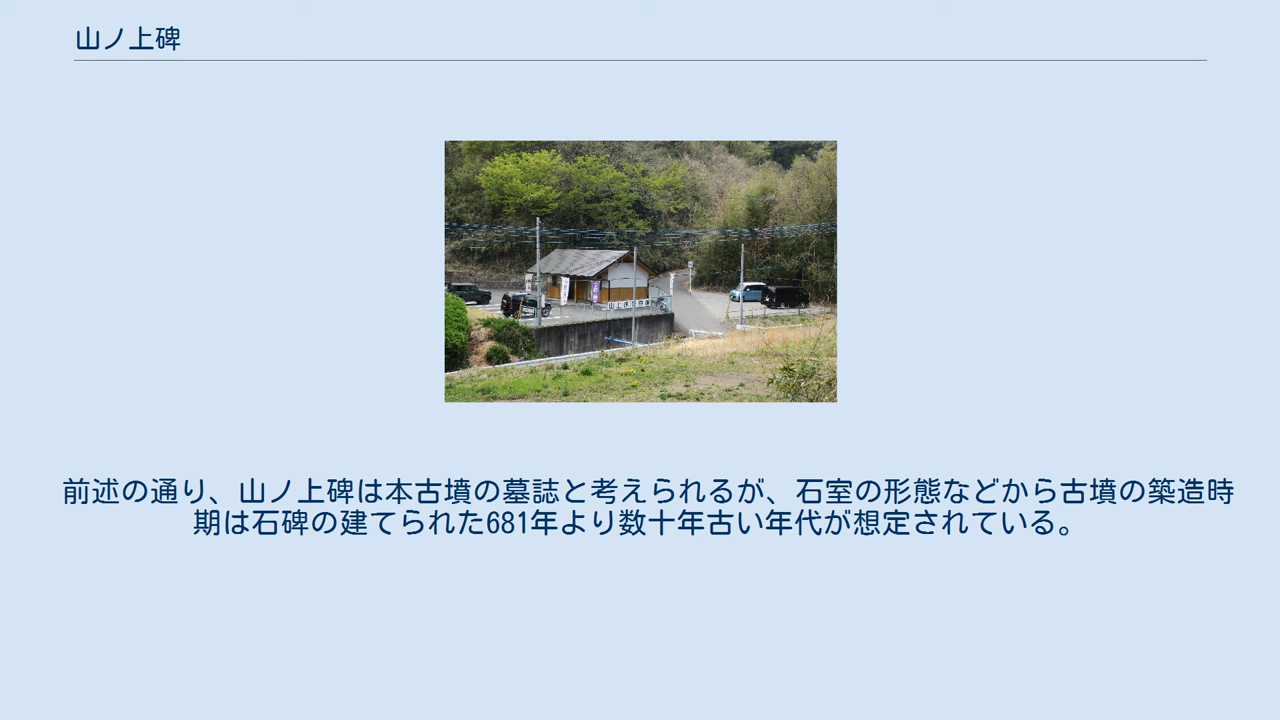 山ノ上碑
前述の通り、山ノ上碑は本古墳の墓誌と考えられるが、石室の形態などから古墳の築造時
期は石碑の建てられた681年より数十年古い年代が想定されている。